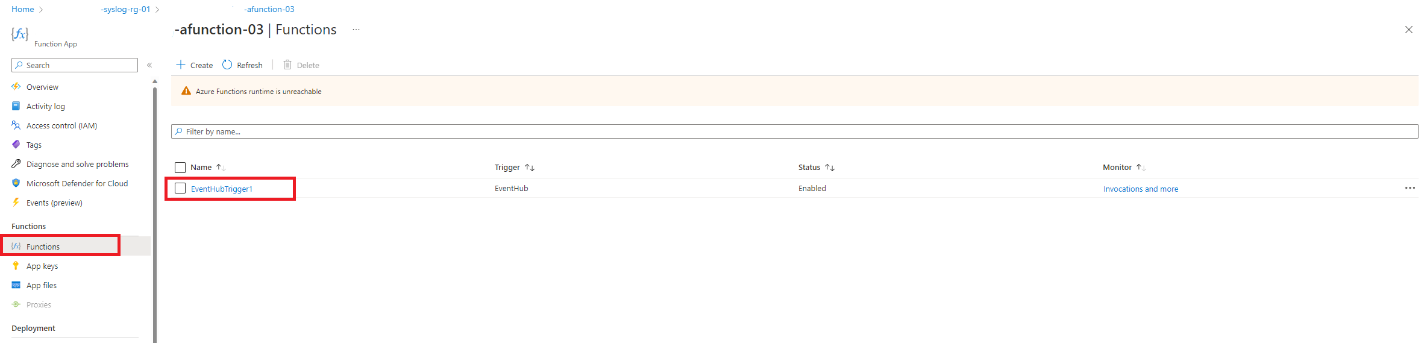 Home > -syslog-rg-01 > -afunction-03
-afunction-03 | Functions ...
Function App
Search
Overview
Activity log
Access control (IAM)
Tags
Diagnose and solve problems
Microsoft Defender for Cloud
Events (preview)
Functions
Functions
App keys
App files
Proxies
Deployment
Create Refresh Delete
Azure Functions runtime is unreachable
Filter by name...
Name Trigger Status Monitor
EventHubTrigger1 EventHub Enabled Invocations and more